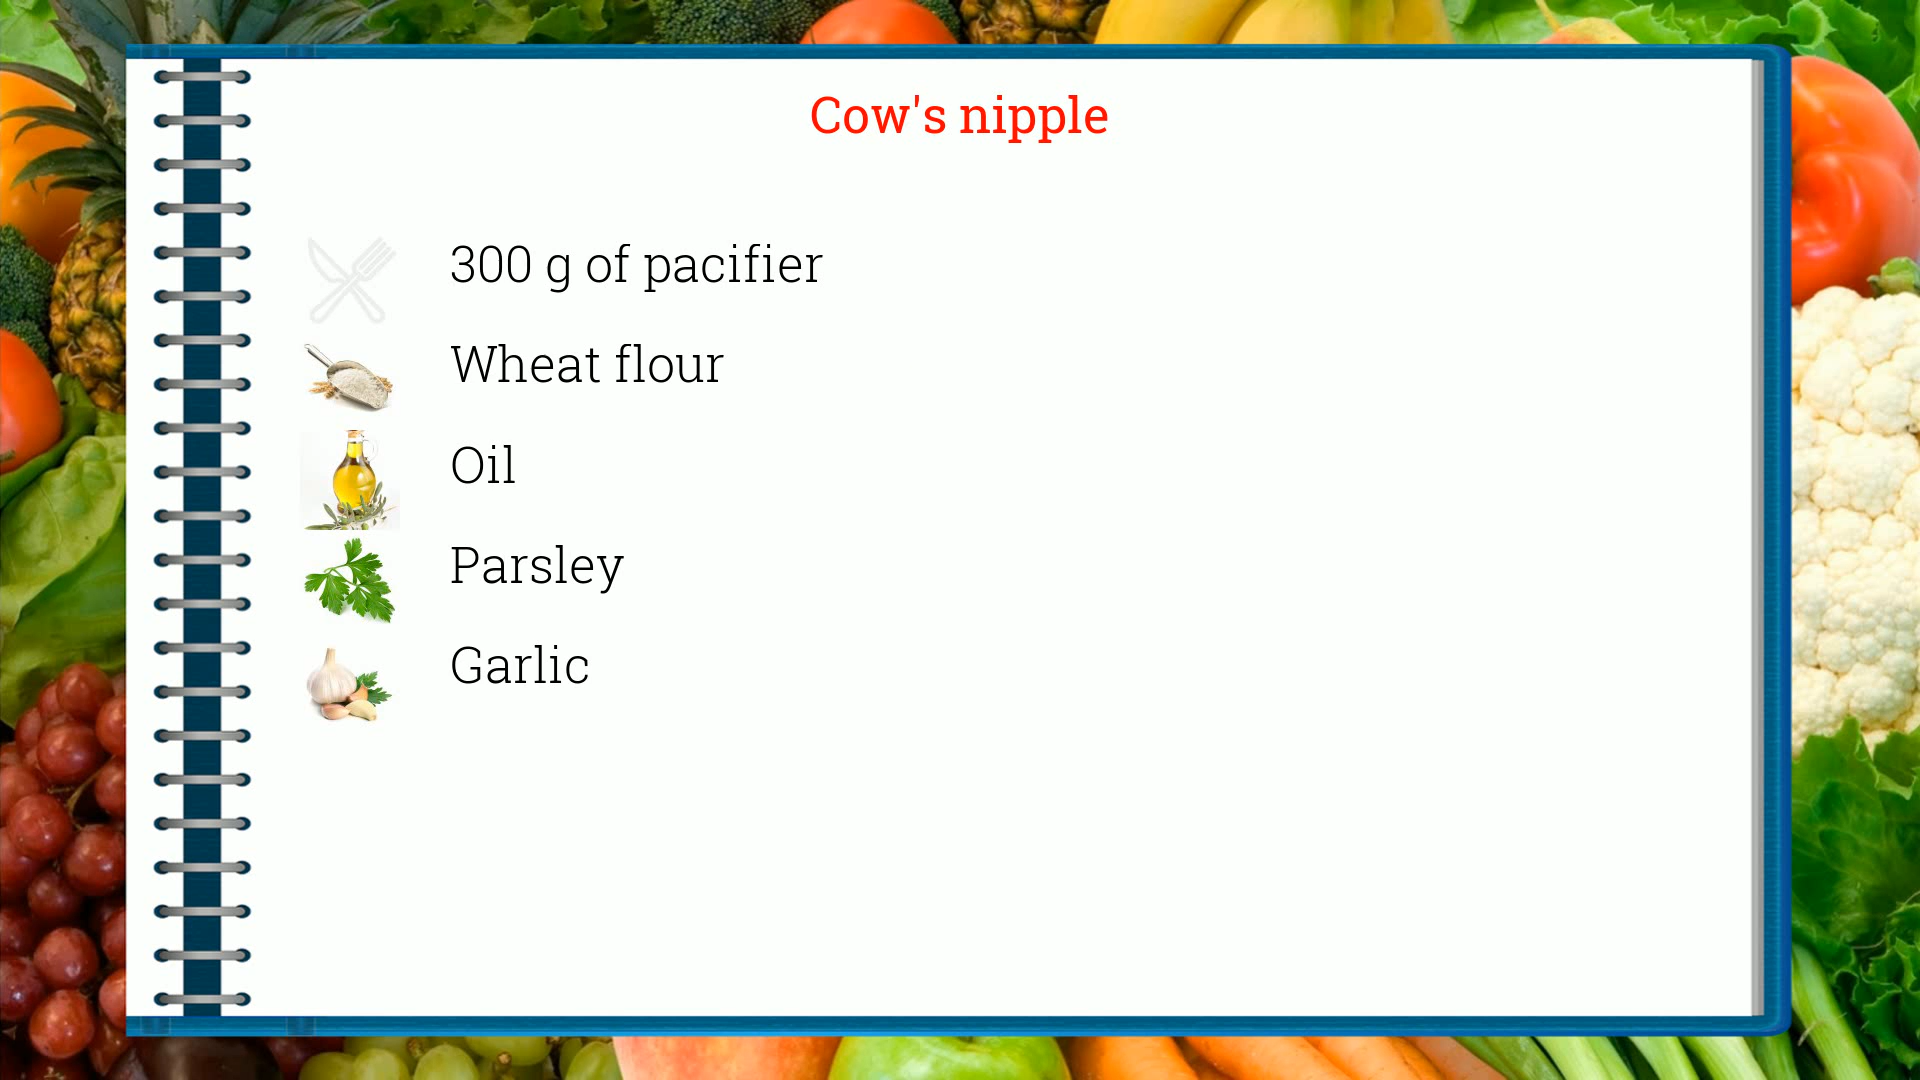 Cow's nipple
300 g of pacifier
Wheat flour
Oil
Parsley
Garlic